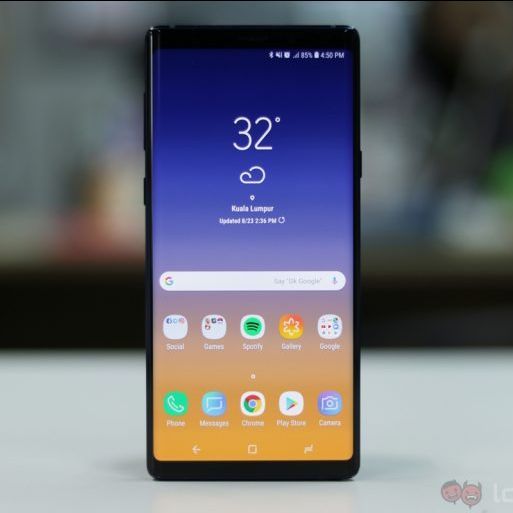 85% 4:50 PM
32°
Kuala Lumpur
Updated 8/23 2:36 PM
G Say "Ok Google"
Social Games Spotify Gallery Google
Phone Messages Chrome Play Store Camera